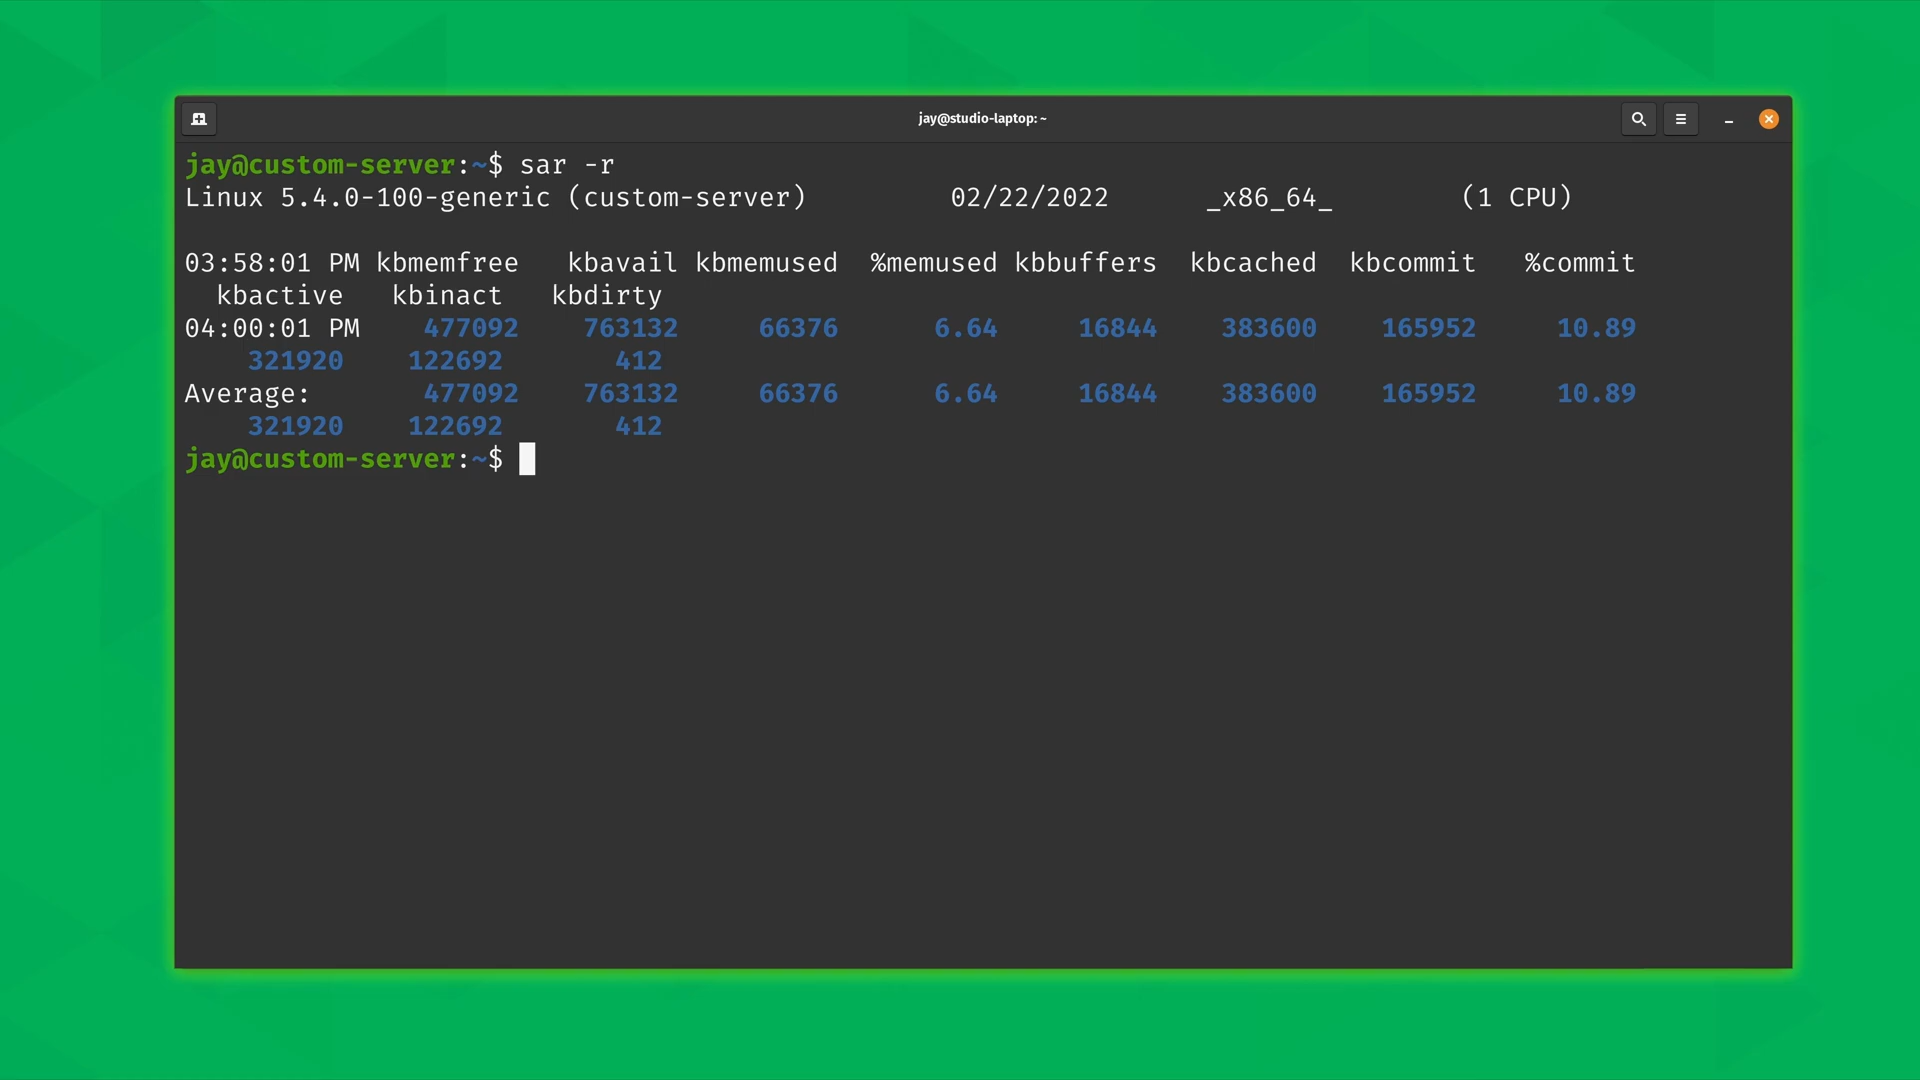 jay@studio-laptop: ~
jay@custom-server:~$ sar -r
Linux 5.4.0-100-generic (custom-server) 02/22/2022 _x86_64_ (1 CPU)
03:58:01 PM kbmemfree kbavail kbmemused %memused kbbuffers kbcached kbcommit %commit
kbactive kbinact kbdirty
04:00:01 PM 477092 763132 66376 6.64 16844 383600 165952 10.89
321920 122692 412
Average: 477092 763132 66376 6.64 16844 383600 165952 10.89
321920 122692 412
jay@custom-server:~$